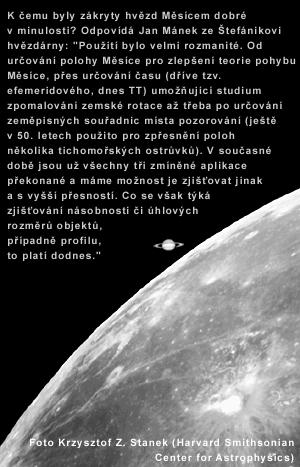 K čemu byly zákryty hvězd Měsícem dobré
v minulosti? Odpovídá Jan Mánek ze Štefánikovi
hvězdárny: "Použití bylo velmi rozmanité. Od
určování polohy Měsíce pro zlepšení teorie pohybu
Měsíce, přes určování času (dříve tzv.
efemeridového, dnes TT) umožňujíci studium
zpomalování zemské rotace až třeba po určování
zeměpisných souřadnic místa pozorování (ještě
v 50. letech použito pro zpřesnění poloh
několika tichomořských ostrůvků). V současné
době jsou už všechny tři zmíněné aplikace
překonané a máme možnost je zjišťovat jinak
a s vyšší přesností. Co se však týká
zjišťování násobnosti či úhlových
rozměrů objektů,
případně profilu,
to platí dodnes."
Foto Krzysztof Z. Stanek (Harvard Smithsonian
Center for Astrophysics)